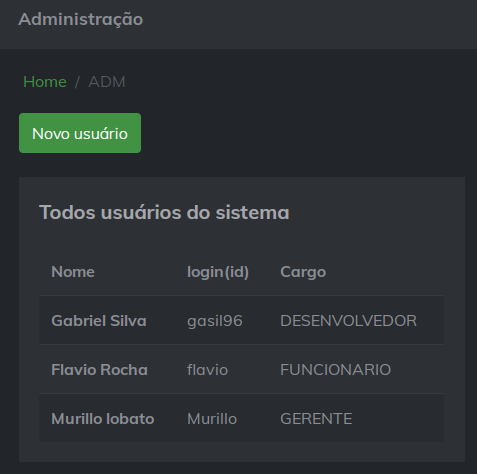 Administração
Home / ADM
Novo usuário
Todos usuários do sistema
Nome login(id) Cargo
Gabriel Silva gasil96 DESENVOLVEDOR
Flavio Rocha flavio FUNCIONARIO
Murillo lobato Murillo GERENTE